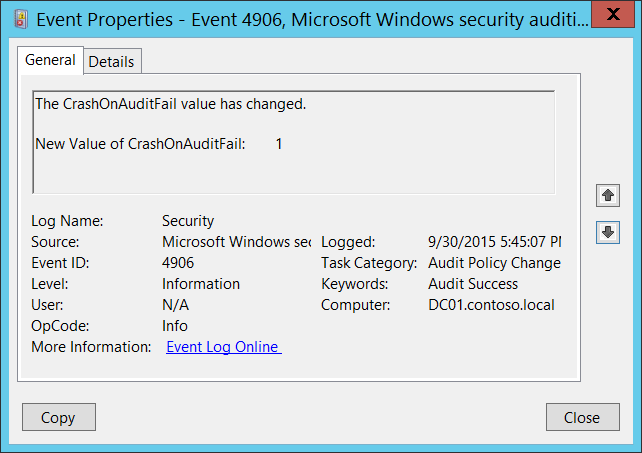 Event Properties - Event 4906, Microsoft Windows security auditi...
X
General
Details
The CrashOnAuditFail value has changed.
New Value of CrashOnAuditFail: 1
Log Name: Security
Source: Microsoft Windows sec Logged: 9/30/2015 5:45:07 PM
Event ID: 4906 Task Category: Audit Policy Change
Level: Information Keywords: Audit Success
User: N/A Computer: DC01.contoso.local
OpCode: Info
More Information: Event Log Online
Copy
Close